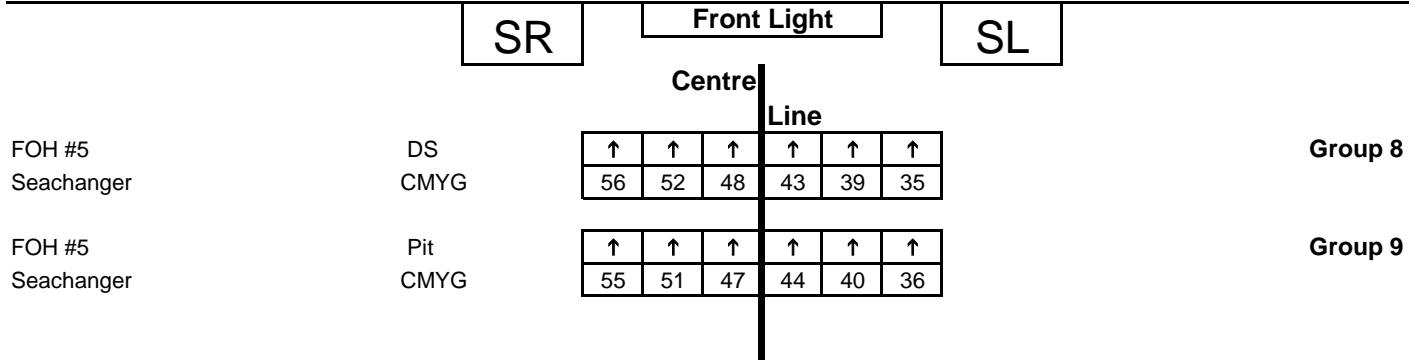 SR Front Light SL
Centre
Line
FOH #5 DS ↑ ↑ ↑ ↑ ↑ ↑ Group 8
Seachanger CMYG 56 52 48 43 39 35
FOH #5 Pit ↑ ↑ ↑ ↑ ↑ ↑ Group 9
Seachanger CMYG 55 51 47 44 40 36